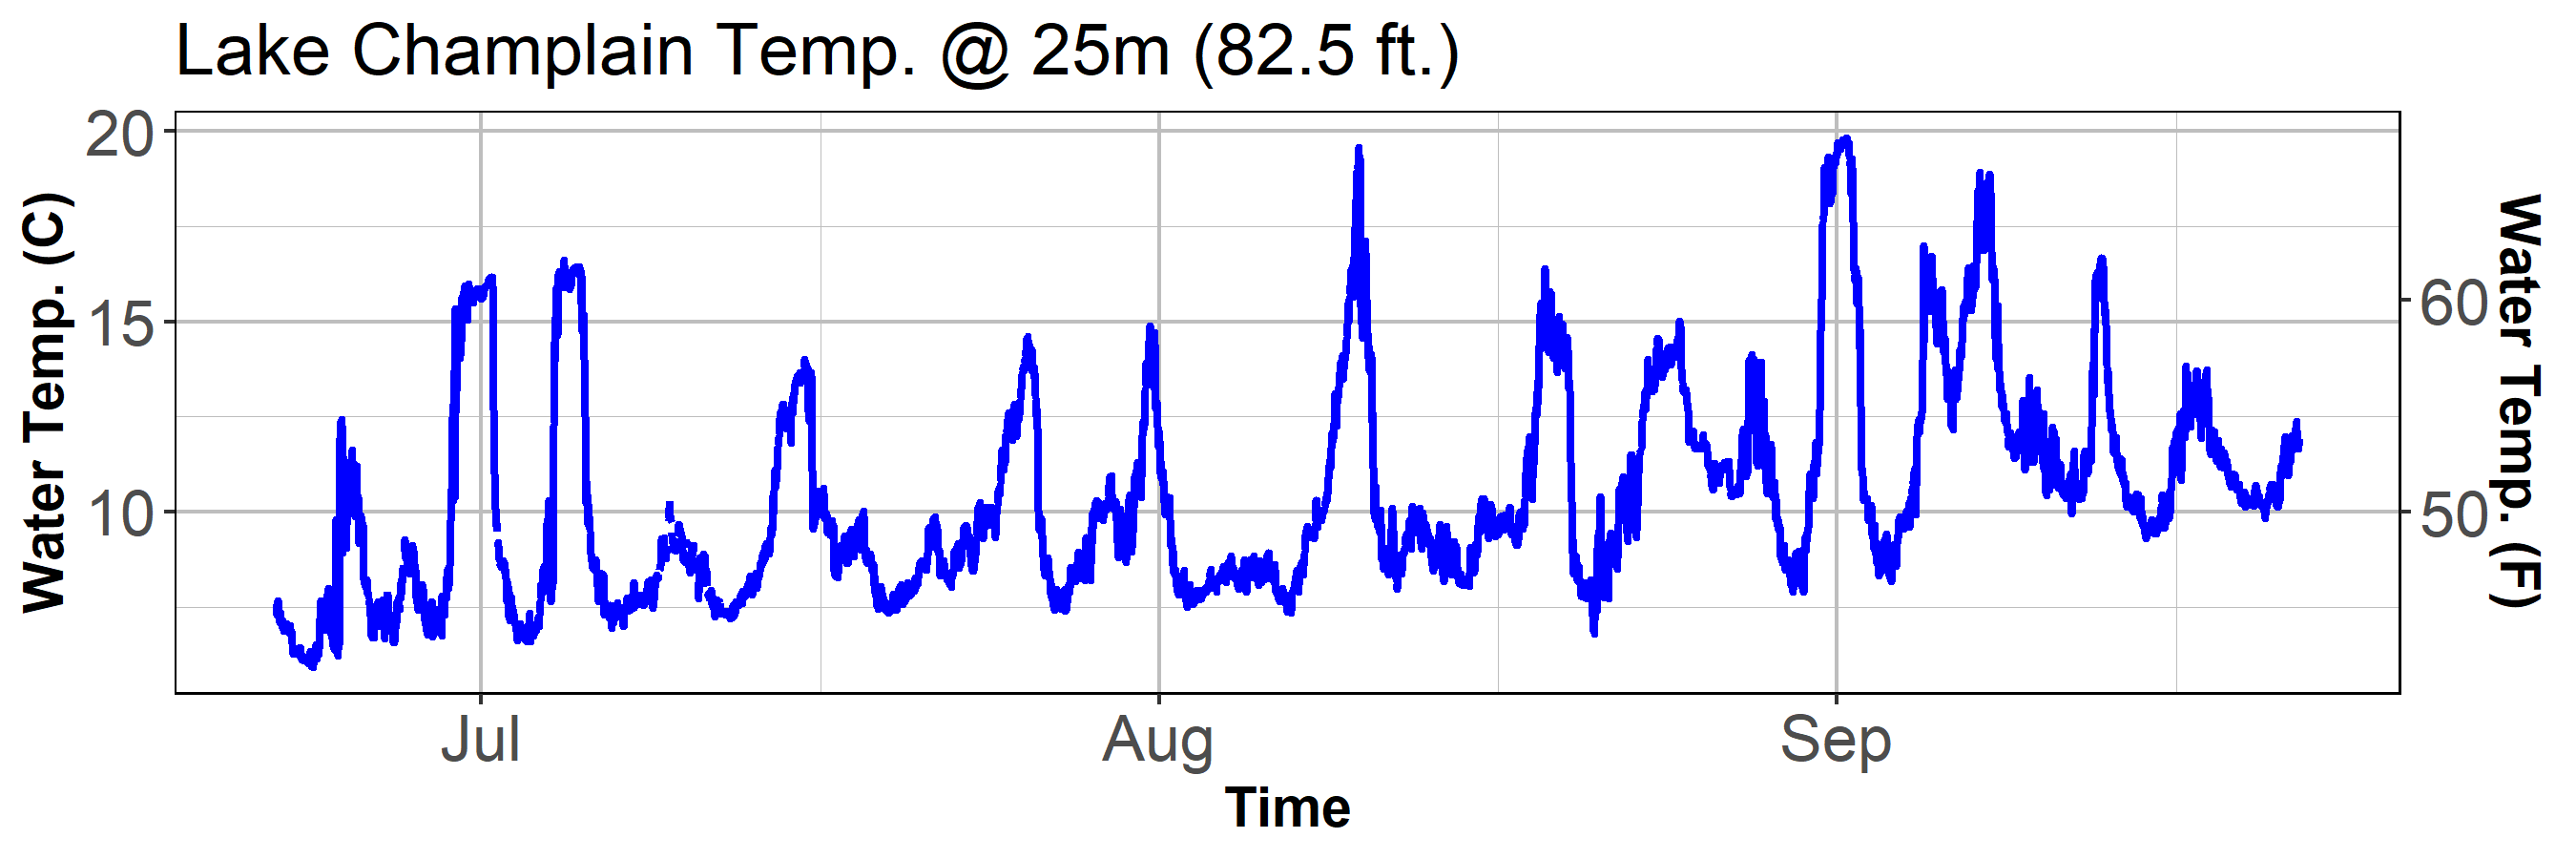 Lake Champlain Temp. @ 25m (82.5 ft.)
Water Temp. (C)
20
15
10
60
50
Water Temp. (F)
Jul
Aug
Sep
Time